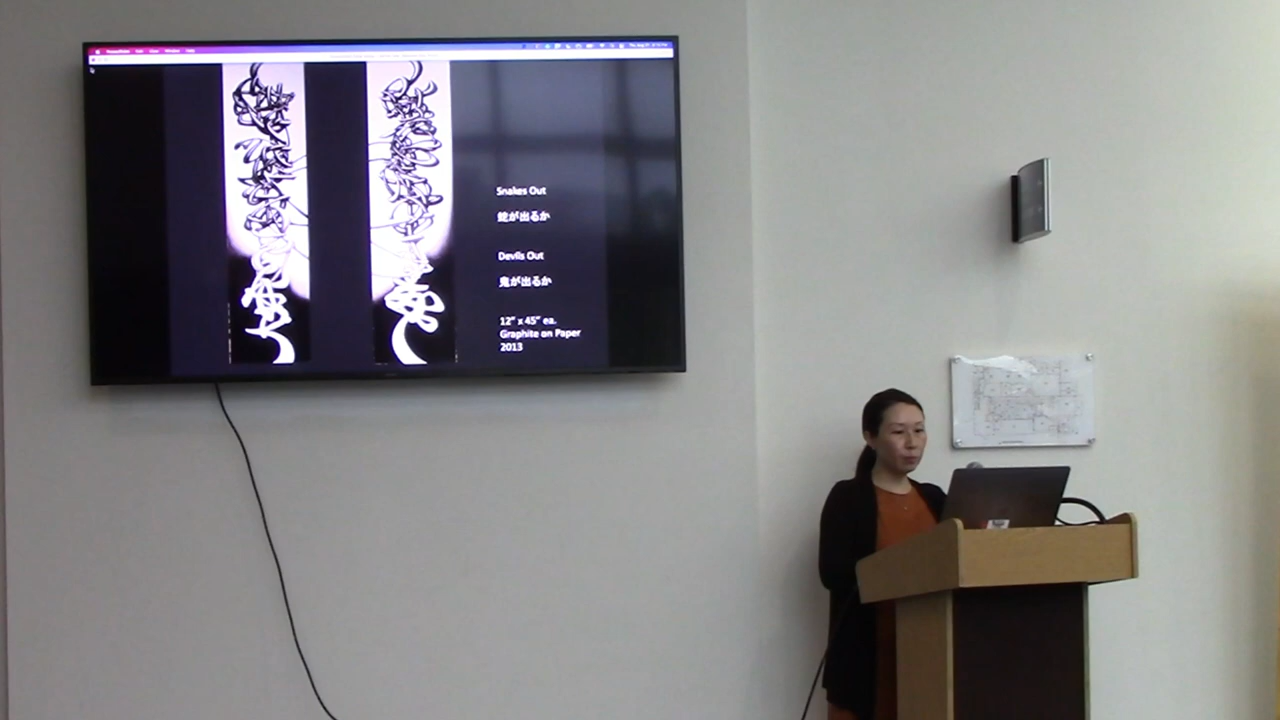 Snakes Out
蛇が出るか
Devils Out
鬼が出るか
12" x 45" ea.
Graphite on Paper
2013